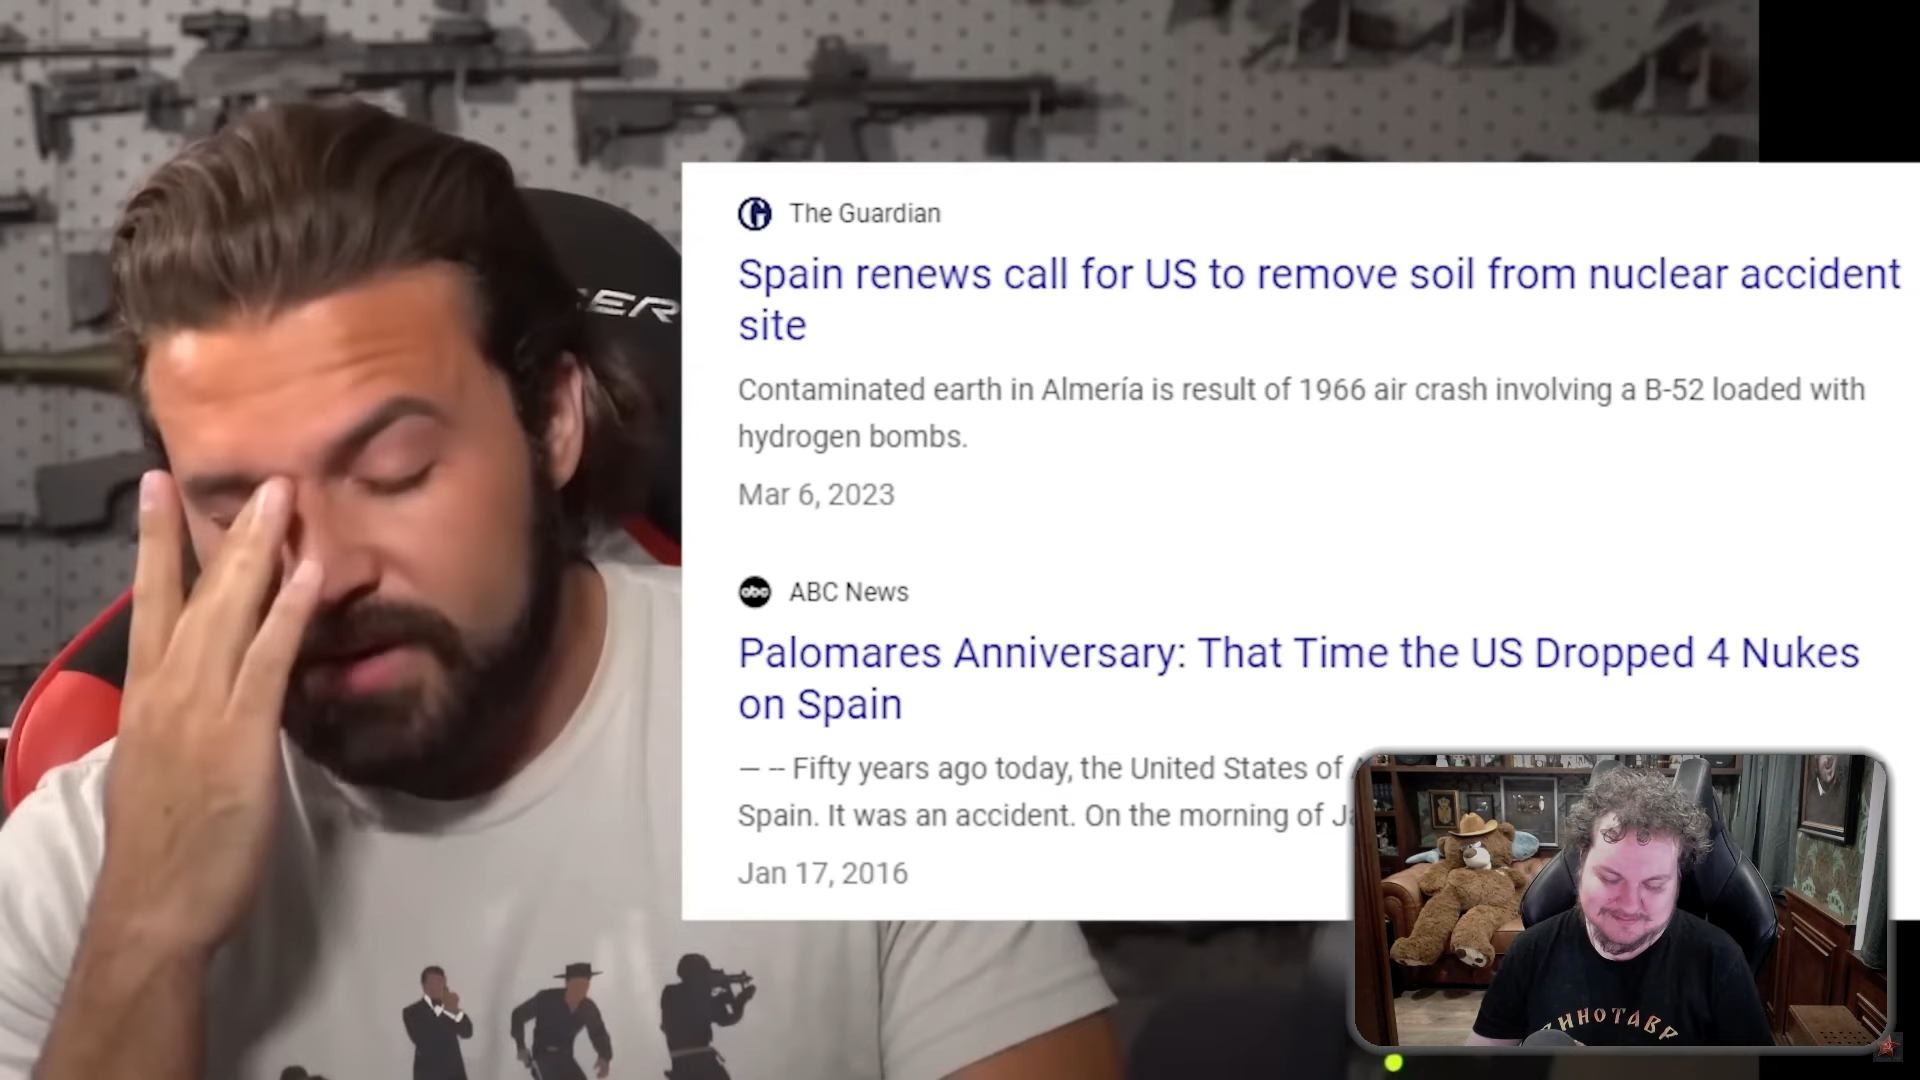 The Guardian
Spain renews call for US to remove soil from nuclear accident
site
Contaminated earth in Almería is result of 1966 air crash involving a B-52 loaded with
hydrogen bombs.
Mar 6, 2023
abc ABC News
Palomares Anniversary: That Time the US Dropped 4 Nukes
on Spain
— -- Fifty years ago today, the United States of
Spain. It was an accident. On the morning of
Jan 17, 2016